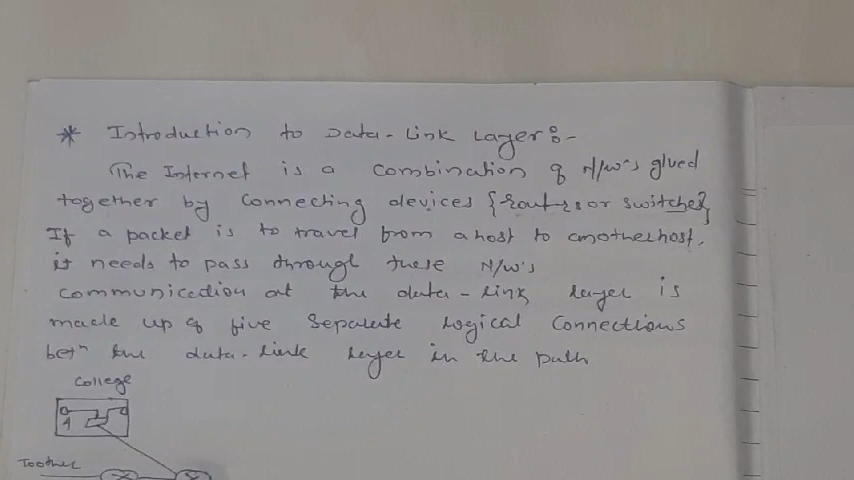 * Introduction to Data-Link Layer:-
The Internet is a combination of N/W's glued
together by connecting devices {routers or switches}
If a packet is to travel from a host to another host,
it needs to pass through these N/W's
communication at the data-link layer is
made up of five separate logical connections
betn the data-link layer in the path
College
A
To other